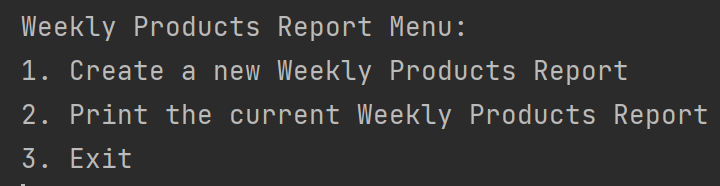 Weekly Products Report Menu:
1. Create a new Weekly Products Report
2. Print the current Weekly Products Report
3. Exit